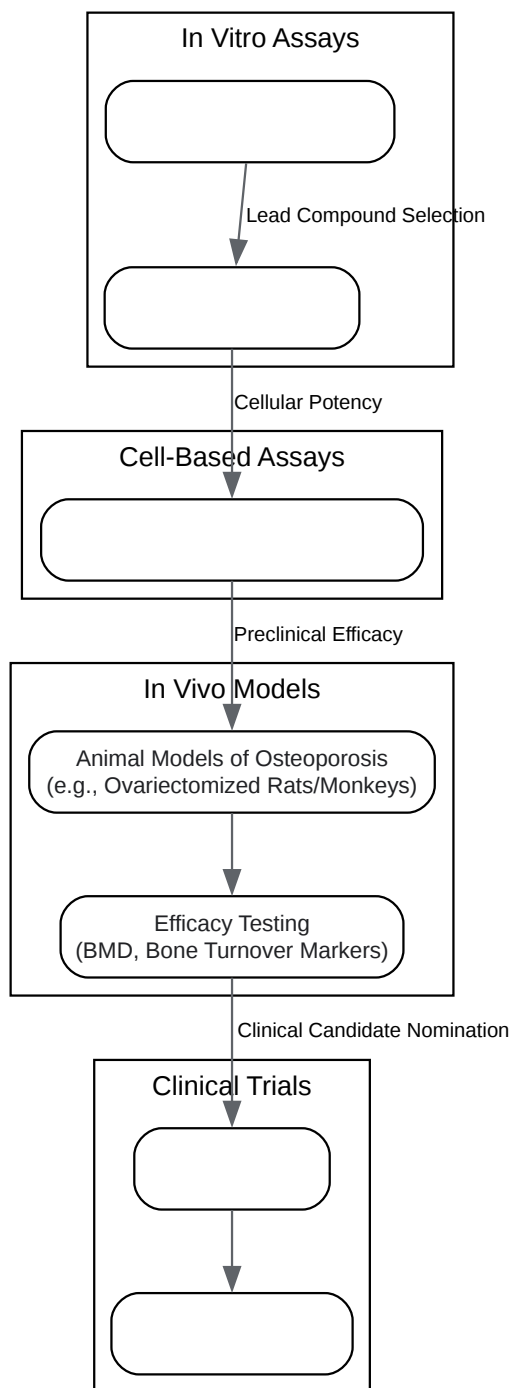 In Vitro Assays
Lead Compound Selection
Cellular Potency
Cell-Based Assays
Preclinical Efficacy
In Vivo Models
Animal Models of Osteoporosis
(e.g., Ovariectomized Rats/Monkeys)
Efficacy Testing
(BMD, Bone Turnover Markers)
Clinical Candidate Nomination
Clinical Trials